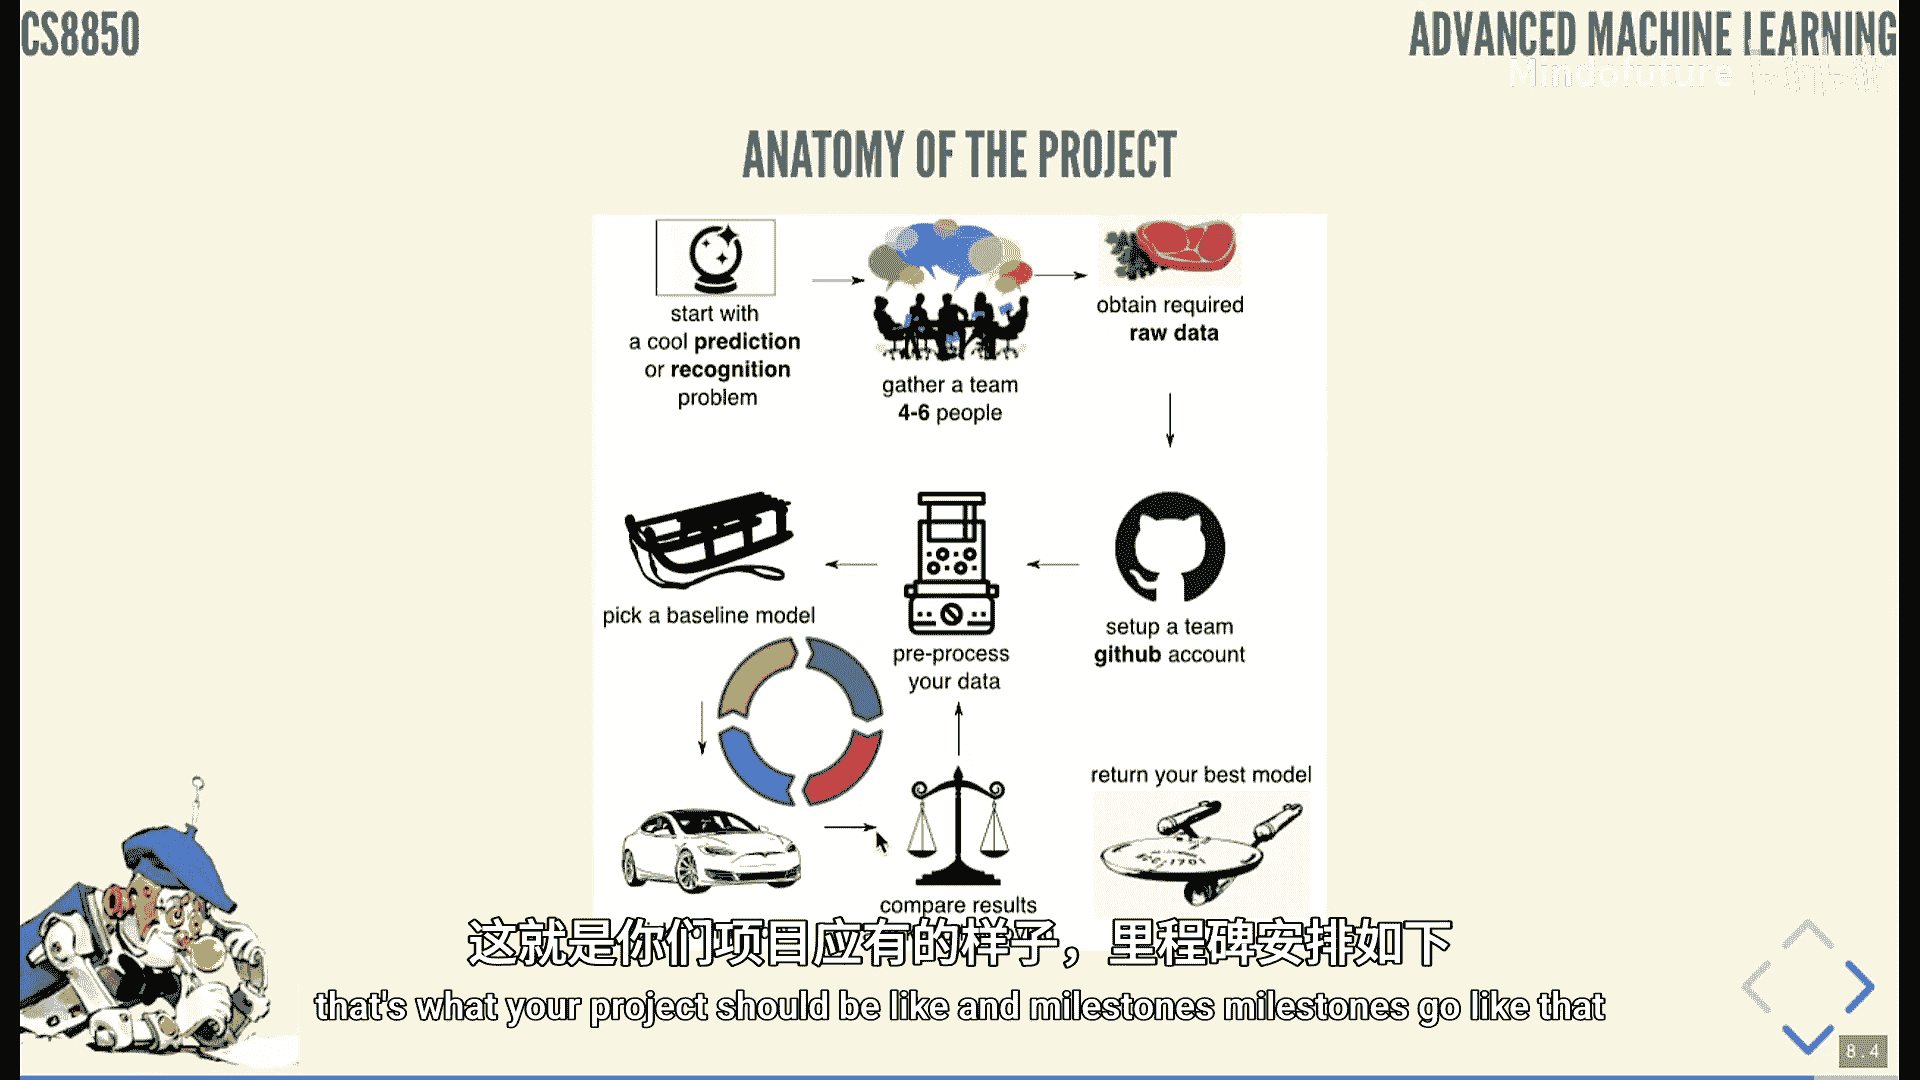 CS8850
ADVANCED MACHINE LEARNING
Mindofuture
ANATOMY OF THE PROJECT
start with
a cool prediction
or recognition
problem
gather a team
4-6 people
obtain required
raw data
pick a baseline model
pre-process
your data
setup a team
github account
return your best model
compare results
这就是你们项目应有的样子，里程碑安排如下
that's what your project should be like and milestones milestones go like that
8.4